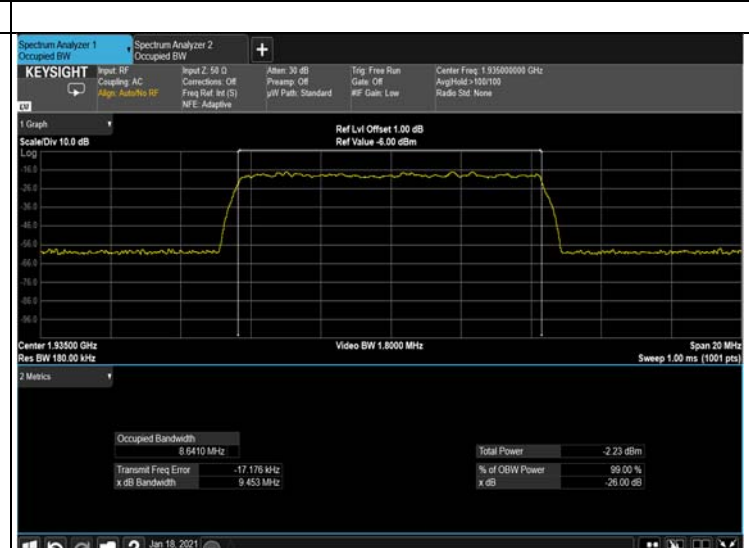 Spectrum Analyzer 1
Occupied BW
Spectrum Analyzer 2
Occupied BW
+
KEYSIGHT
Input: RF
Coupling: AC
Align: Auto/No RF
Input Z: 50 Ω
Corrections: Off
Freq Ref: Int (S)
NFE: Adaptive
Atten: 30 dB
Preamp: Off
µW Path: Standard
Trig: Free Run
Gate: Off
#IF Gain: Low
Center Freq: 1.935000000 GHz
Avg|Hold:>100/100
Radio Std: None
1 Graph
Scale/Div 10.0 dB
Ref Lvl Offset 1.00 dB
Ref Value -6.00 dBm
Log
-16.0
-26.0
-36.0
-46.0
-56.0
-66.0
-76.0
-86.0
-96.0
Center 1.93500 GHz
Res BW 180.00 kHz
Video BW 1.8000 MHz
Span 20 MHz
Sweep 1.00 ms (1001 pts)
2 Metrics
Occupied Bandwidth
8.6410 MHz
Transmit Freq Error -17.176 kHz
x dB Bandwidth 9.453 MHz
Total Power -2.23 dBm
% of OBW Power 99.00 %
x dB -26.00 dB
Jan 18, 2021